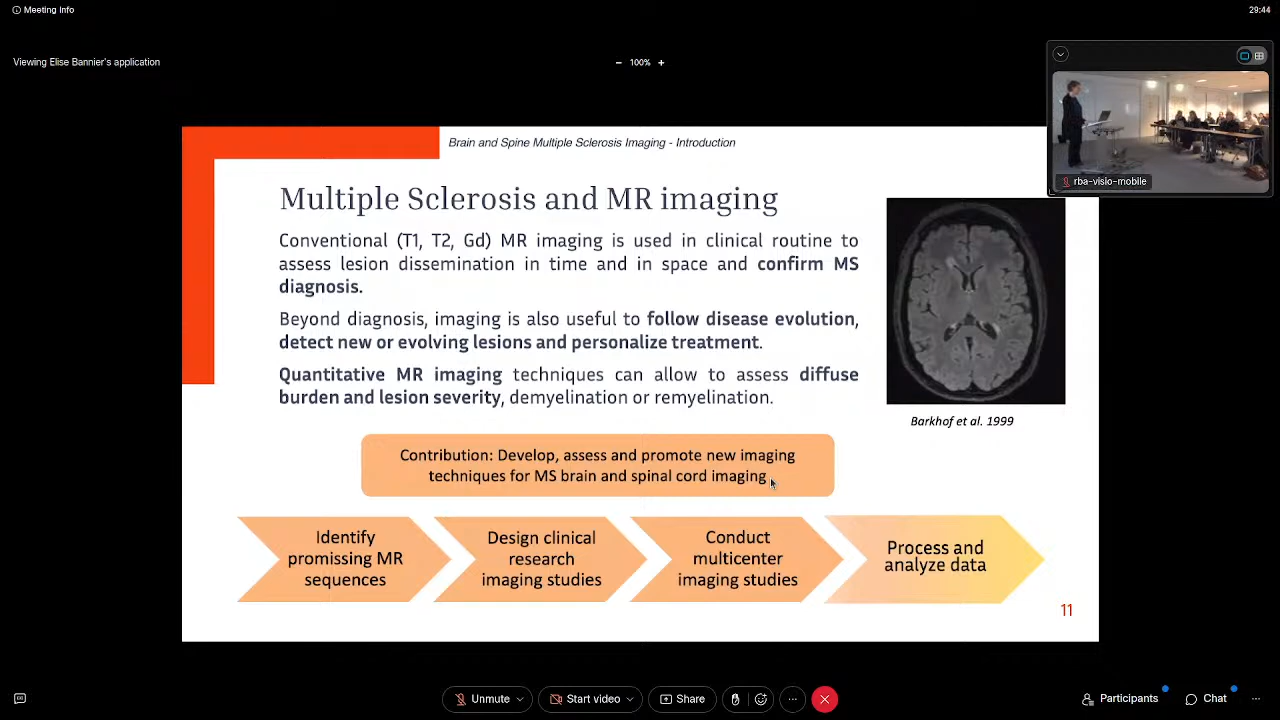 Meeting Info
29:44
Viewing Elise Bannier's application
100%
rba-visio-mobile
Brain and Spine Multiple Sclerosis Imaging - Introduction
Multiple Sclerosis and MR imaging
Conventional (T1, T2, Gd) MR imaging is used in clinical routine to
assess lesion dissemination in time and in space and confirm MS
diagnosis.
Beyond diagnosis, imaging is also useful to follow disease evolution,
detect new or evolving lesions and personalize treatment.
Quantitative MR imaging techniques can allow to assess diffuse
burden and lesion severity, demyelination or remyelination.
Barkhof et al. 1999
Contribution: Develop, assess and promote new imaging
techniques for MS brain and spinal cord imaging
Identify
promissing MR
sequences
Design clinical
research
imaging studies
Conduct
multicenter
imaging studies
Process and
analyze data
11
Unmute
Start video
Share
Participants
Chat